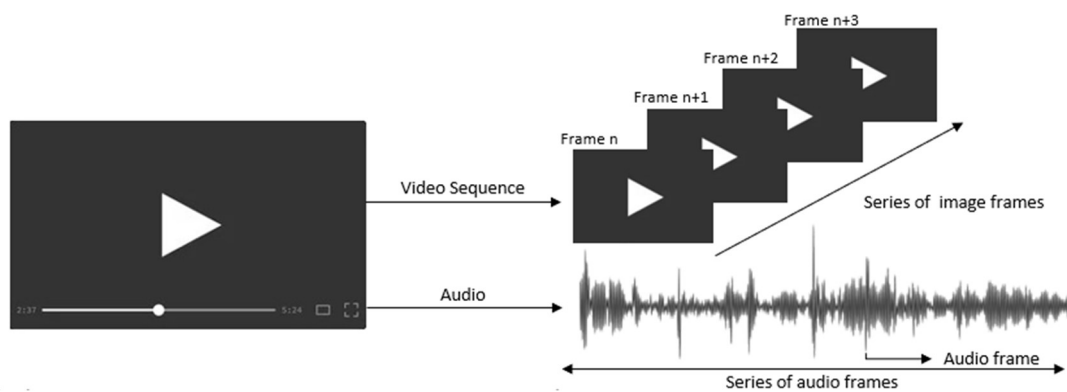 Frame n+3
Frame n+2
Frame n+1
Frame n
Video Sequence
Series of image frames
2:37
5:24
Audio
Audio frame
Series of audio frames